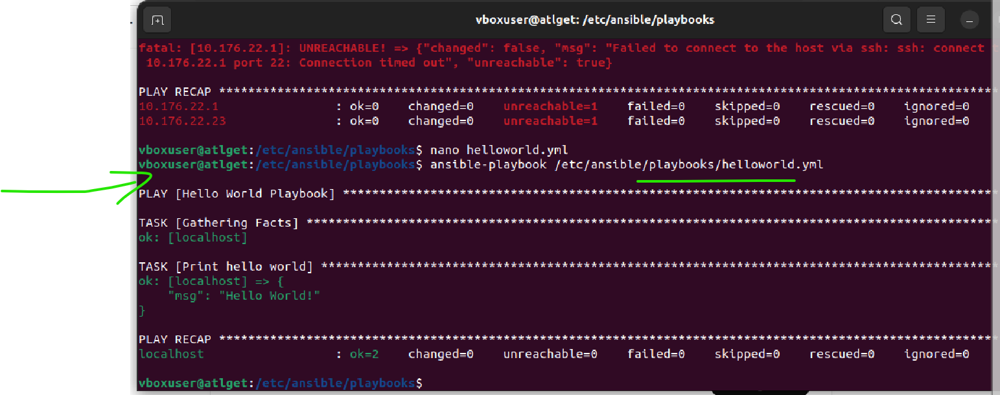 vboxuser@atlget: /etc/ansible/playbooks
fatal: [10.176.22.1]: UNREACHABLE! => {"changed": false, "msg": "Failed to connect to the host via ssh: ssh: connect
10.176.22.1 port 22: Connection timed out", "unreachable": true}
PLAY RECAP ***********************************************************************************************************
10.176.22.1 : ok=0 changed=0 unreachable=1 failed=0 skipped=0 rescued=0 ignored=0
10.176.22.23 : ok=0 changed=0 unreachable=1 failed=0 skipped=0 rescued=0 ignored=0
vboxuser@atlget:/etc/ansible/playbooks$ nano helloworld.yml
vboxuser@atlget:/etc/ansible/playbooks$ ansible-playbook /etc/ansible/playbooks/helloworld.yml
PLAY [Hello World Playbook] ******************************************************************************************
TASK [Gathering Facts] ***********************************************************************************************
ok: [localhost]
TASK [Print hello world] *********************************************************************************************
ok: [localhost] => {
"msg": "Hello World!"
}
PLAY RECAP ***********************************************************************************************************
localhost : ok=2 changed=0 unreachable=0 failed=0 skipped=0 rescued=0 ignored=0
vboxuser@atlget:/etc/ansible/playbooks$